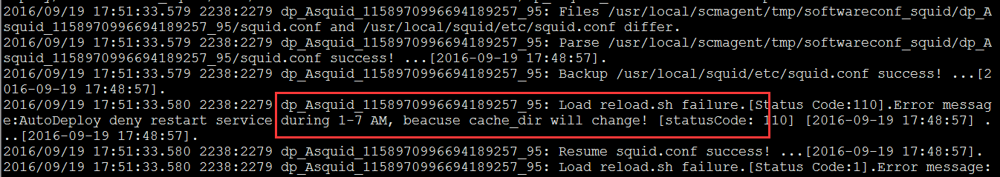 2016/09/19 17:51:33.579 2238:2279 dp_Asquid_1158970996694189257_95: Files /usr/local/scmagent/tmp/softwareconf_squid/dp_A
squid_1158970996694189257_95/squid.conf and /usr/local/squid/etc/squid.conf differ.
2016/09/19 17:51:33.579 2238:2279 dp_Asquid_1158970996694189257_95: Parse /usr/local/scmagent/tmp/softwareconf_squid/dp_A
squid_1158970996694189257_95/squid.conf success! ...[2016-09-19 17:48:57].
2016/09/19 17:51:33.579 2238:2279 dp_Asquid_1158970996694189257_95: Backup /usr/local/squid/etc/squid.conf success! ...[2
016-09-19 17:48:57].
2016/09/19 17:51:33.580 2238:2279 dp_Asquid_1158970996694189257_95: Load reload.sh failure.[Status Code:110].Error messag
e:AutoDeploy deny restart service during 1-7 AM, beacuse cache_dir will change! [statusCode: 110] [2016-09-19 17:48:57] .
..[2016-09-19 17:48:57].
2016/09/19 17:51:33.580 2238:2279 dp_Asquid_1158970996694189257_95: Resume squid.conf success! ...[2016-09-19 17:48:57].
2016/09/19 17:51:33.580 2238:2279 dp_Asquid_1158970996694189257_95: Load reload.sh failure.[Status Code:1].Error message: